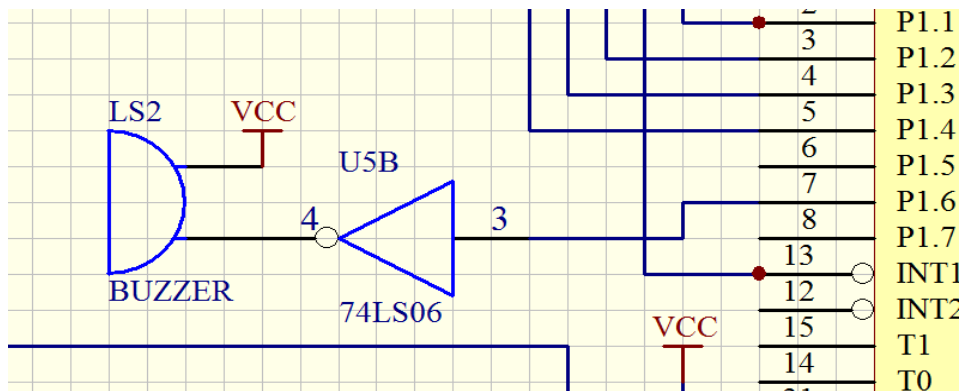 2 P1.1
3 P1.2
4 P1.3
LS2 VCC 5 P1.4
U5B 6 P1.5
7 P1.6
4 3 8 P1.7
13 INT1
BUZZER 12 INT2
74LS06 VCC 15 T1
14 T0